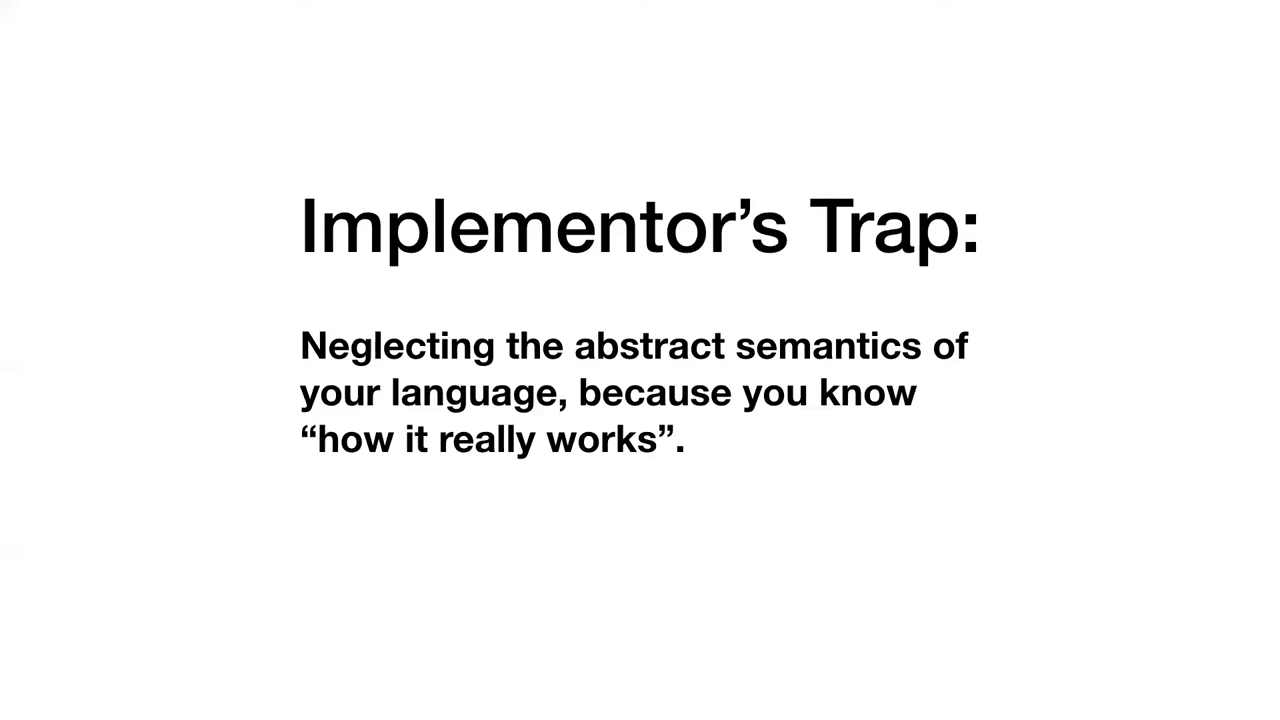 Implementor’s Trap:
Neglecting the abstract semantics of
your language, because you know
“how it really works”.